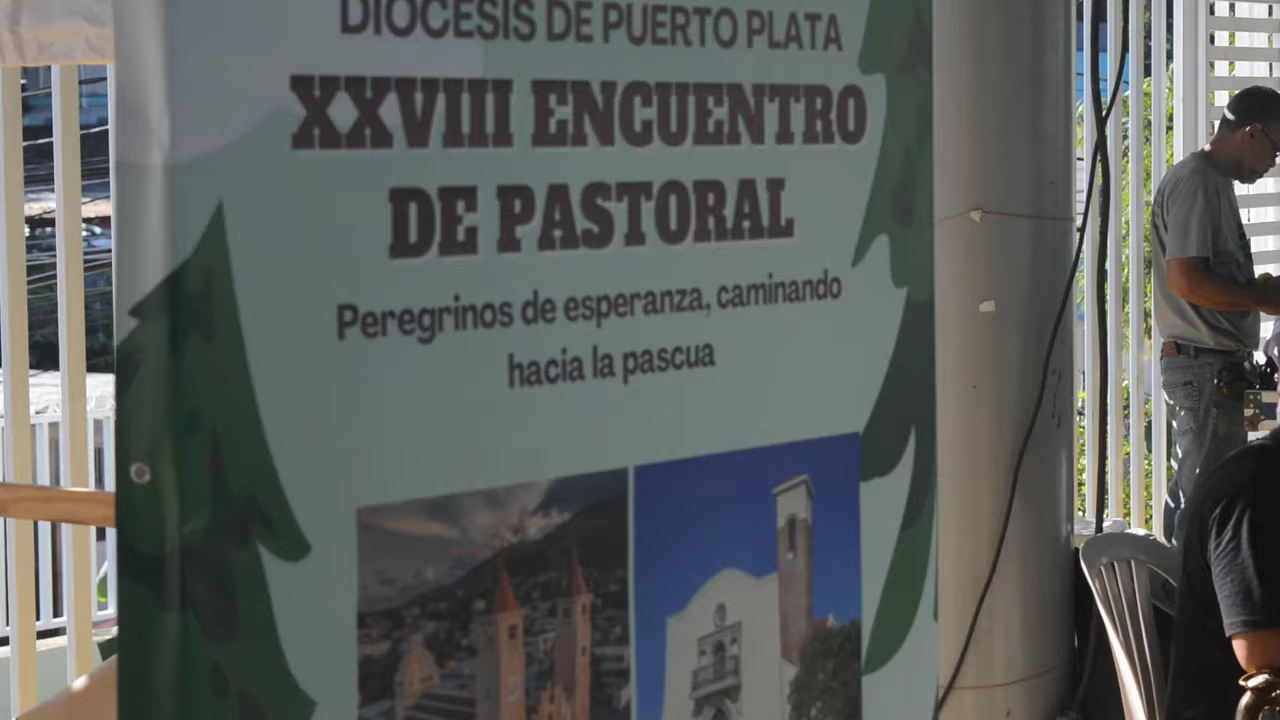 DIOCESIS DE PUERTO PLATA
XXVIII ENCUENTRO
DE PASTORAL
Peregrinos de esperanza, caminando
hacia la pascua